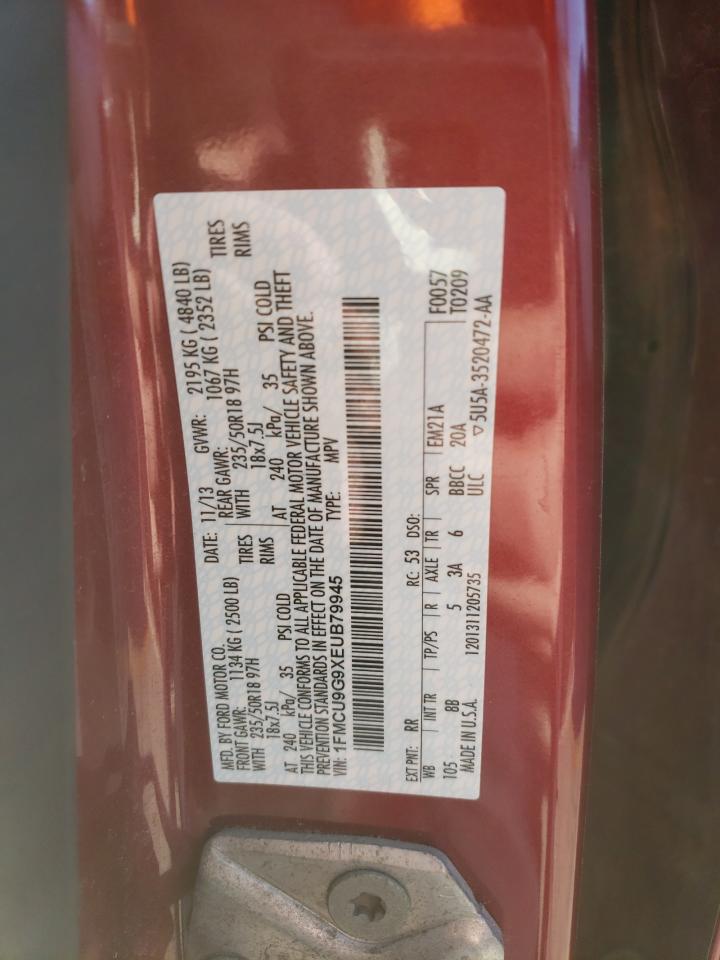 MFD. BY FORD MOTOR CO.
DATE: 11/13 GVWR: 2195 KG ( 4840 LB)
FRONT GAWR: 1134 KG ( 2500 LB)
REAR GAWR: 1067 KG ( 2352 LB)
WITH 235/50R18 97H TIRES
WITH 235/50R18 97H TIRES
18x7.5J RIMS
18x7.5J RIMS
AT 240 kPa/ 35 PSI COLD
AT 240 kPa/ 35 PSI COLD
THIS VEHICLE CONFORMS TO ALL APPLICABLE FEDERAL MOTOR VEHICLE SAFETY AND THEFT
PREVENTION STANDARDS IN EFFECT ON THE DATE OF MANUFACTURE SHOWN ABOVE.
VIN: 1FMCU9G9XEUB79945 TYPE: MPV
EXT PNT: RR RC: 53 DSO: F0057
WB INT TR TP/PS R AXLE TR SPR EM21A T0209
105 8B 5 3A 6 BBCC 20A
MADE IN U.S.A. 1201311205735 ULC ▽5U5A-3520472-AA